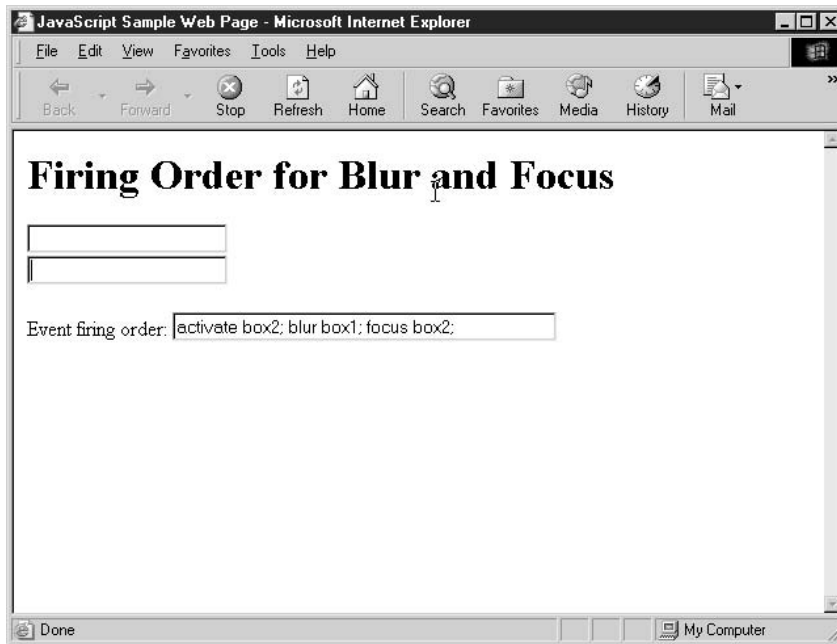 JavaScript Sample Web Page - Microsoft Internet Explorer
File Edit View Favorites Tools Help
Back Forward Stop Refresh Home Search Favorites Media History Mail »
Firing Order for Blur and Focus
Event firing order: activate box2; blur box1; focus box2;
Done My Computer